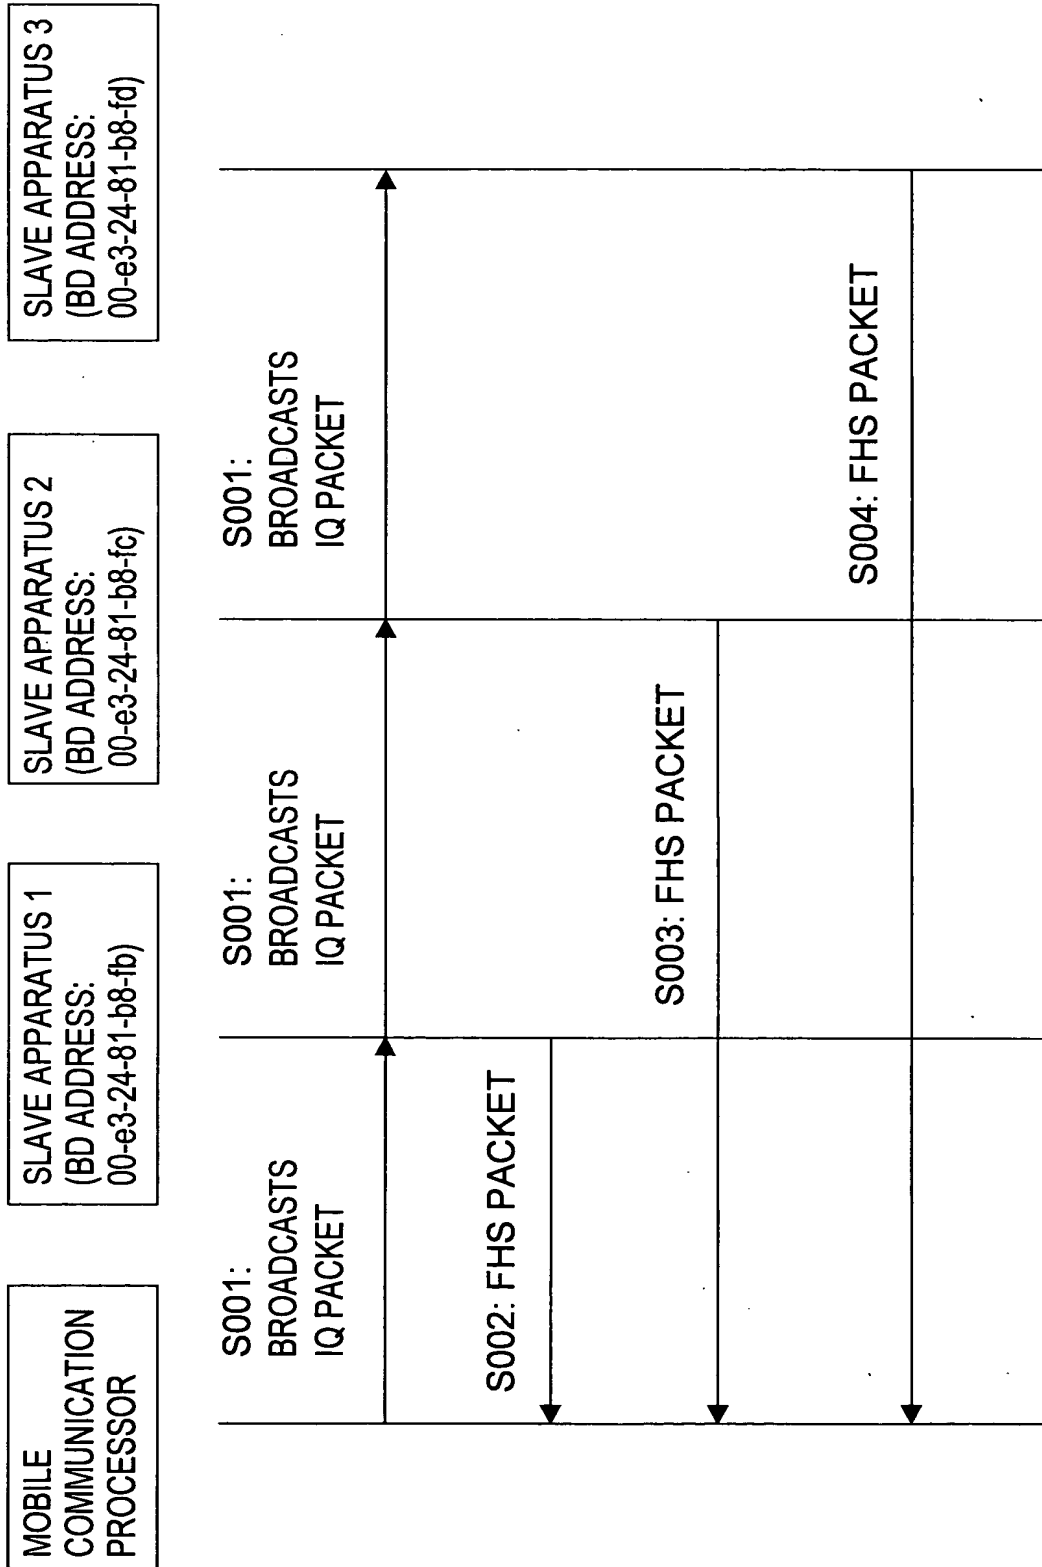 MOBILE
COMMUNICATION
PROCESSOR
SLAVE APPARATUS 1
(BD ADDRESS:
00-e3-24-81-b8-fb)
SLAVE APPARATUS 2
(BD ADDRESS:
00-e3-24-81-b8-fc)
SLAVE APPARATUS 3
(BD ADDRESS:
00-e3-24-81-b8-fd)
S001:
BROADCASTS
IQ PACKET
S001:
BROADCASTS
IQ PACKET
S001:
BROADCASTS
IQ PACKET
S002: FHS PACKET
S003: FHS PACKET
S004: FHS PACKET